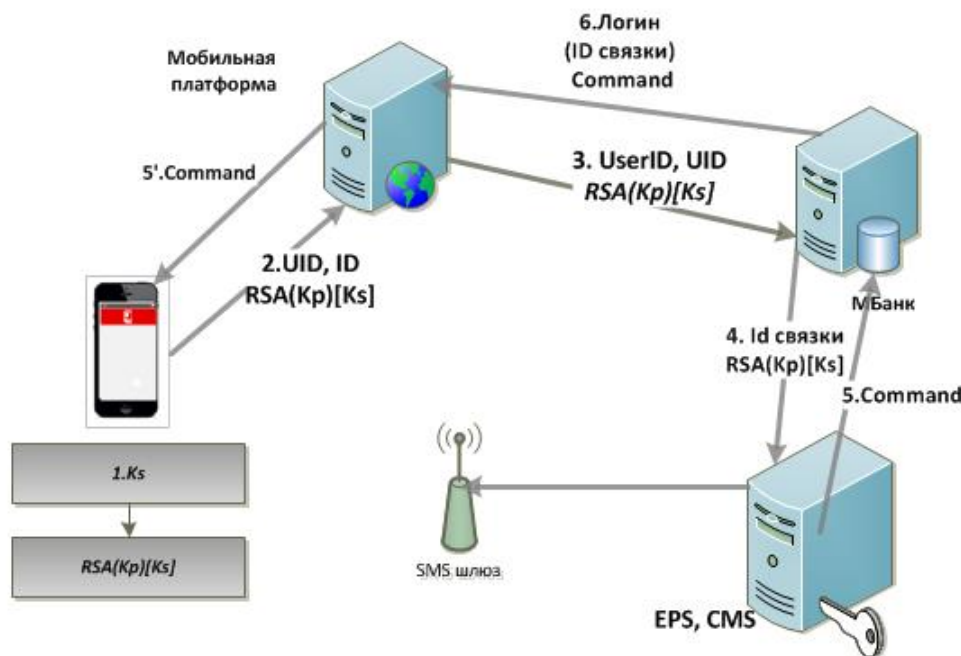 6.Логин
(ID связки)
Command
Мобильная
платформа
5'.Command
3. UserID, UID
RSA(Kp)[Ks]
2.UID, ID
RSA(Kp)[Ks]
МБанк
4. Id связки
RSA(Kp)[Ks]
5.Command
1.Ks
RSA(Kp)[Ks]
SMS шлюз
EPS, CMS